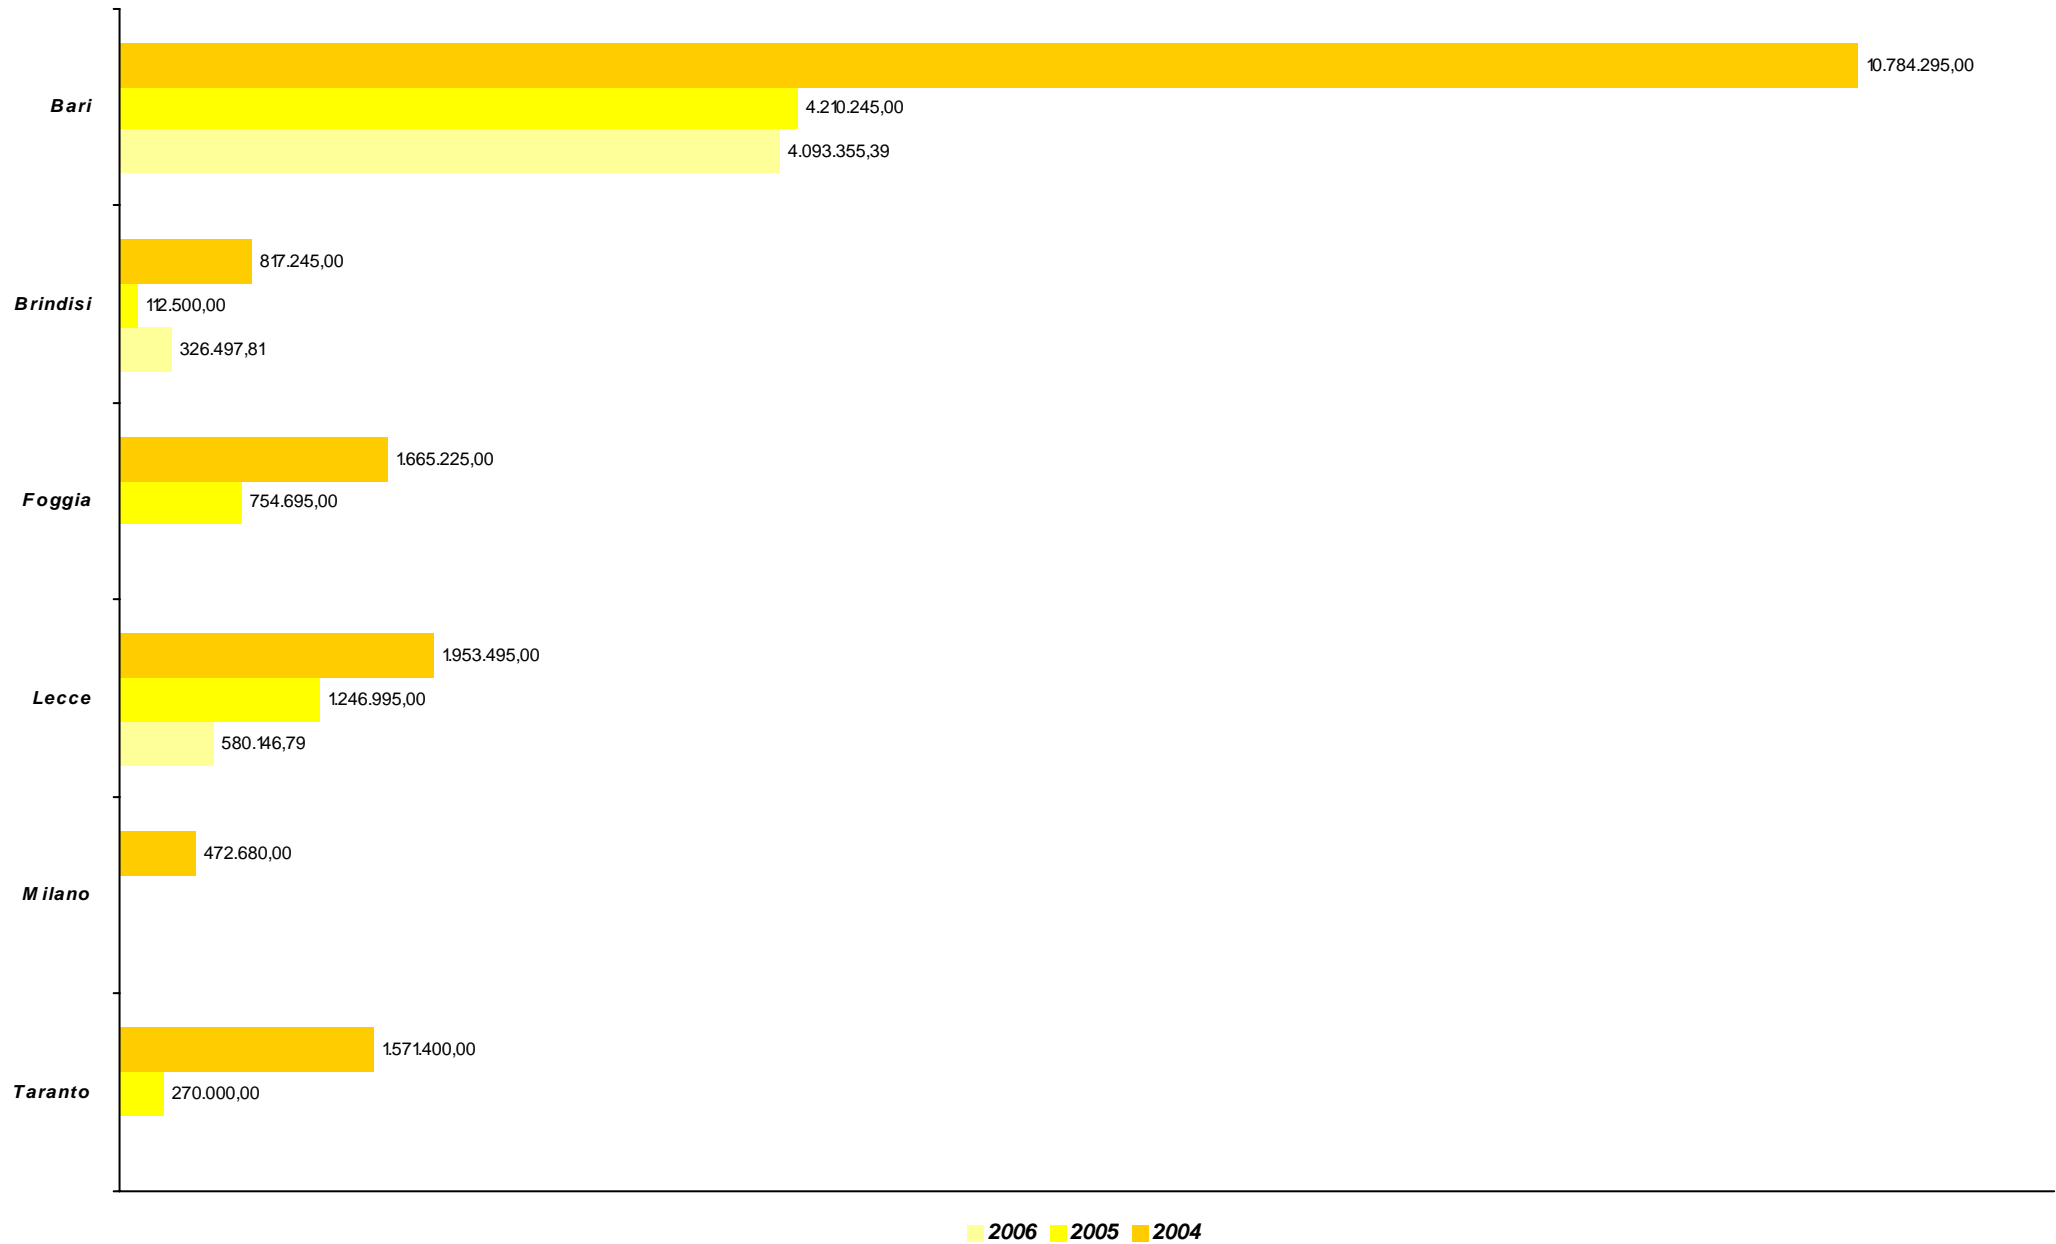 10.784.295,00
Bari
4.210.245,00
4.093.355,39
817.245,00
Brindisi
112.500,00
326.497,81
1.665.225,00
Foggia
754.695,00
1.953.495,00
Lecce
1.246.995,00
580.146,79
472.680,00
Milano
1.571.400,00
Taranto
270.000,00
2006 2005 2004